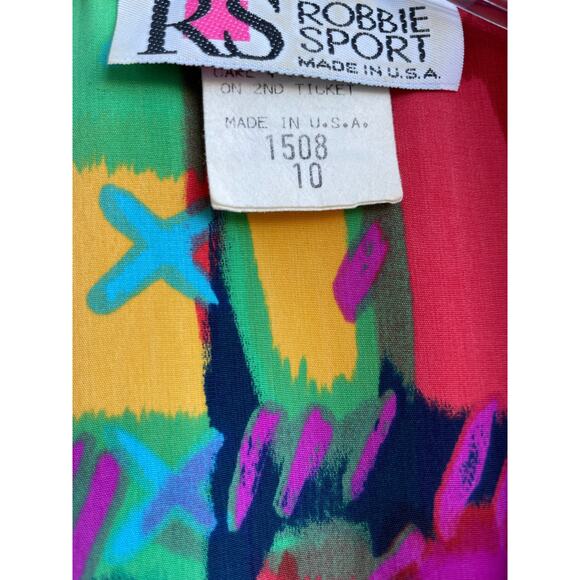 RS
ROBBIE
SPORT
MADE IN U.S.A.
ON 2ND TICKET
MADE IN U.S.A.
1508
10